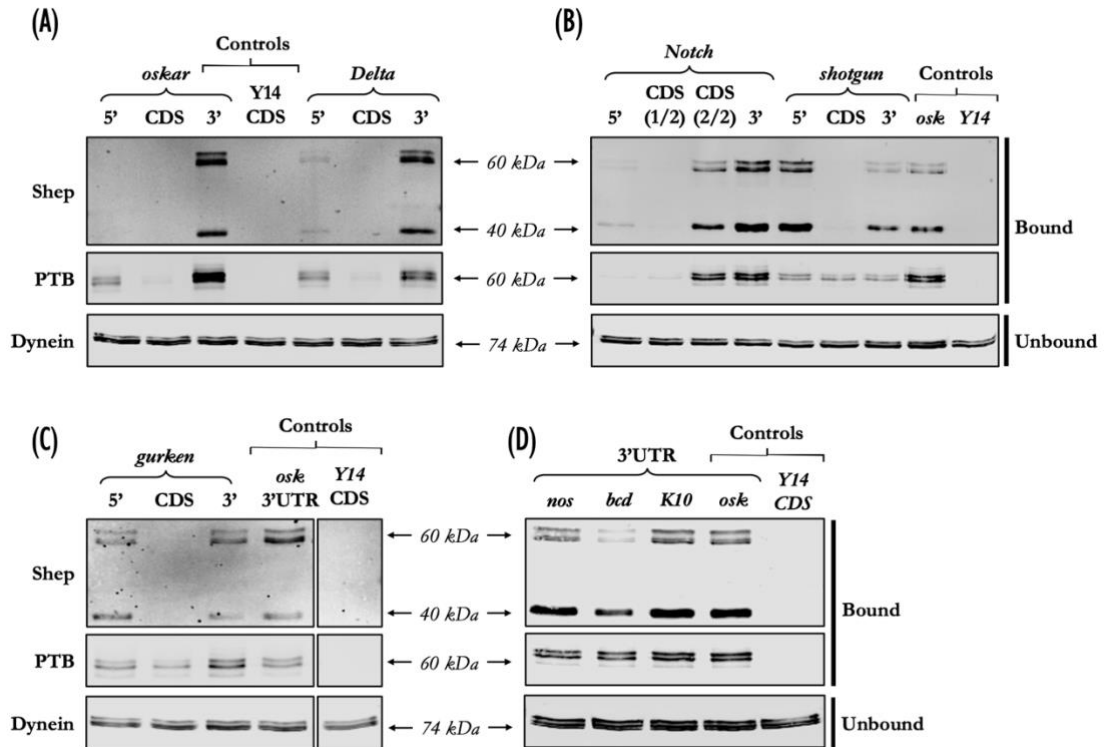 (A)
Controls
oskar
Y14
Delta
5’ CDS 3’ CDS 5’ CDS 3’
Shep
PTB
Dynein
← 60 kDa →
← 40 kDa →
← 60 kDa →
← 74 kDa →
(B)
Notch
shotgun
Controls
CDS CDS
5’ (1/2) (2/2) 3’ 5’ CDS 3’ osk Y14
Bound
Unbound
(C)
Controls
gurken
osk Y14
5’ CDS 3’ 3’UTR CDS
Shep
PTB
Dynein
← 60 kDa →
← 40 kDa →
← 60 kDa →
← 74 kDa →
(D)
Controls
3’UTR
Y14
nos bcd K10 osk CDS
Bound
Unbound